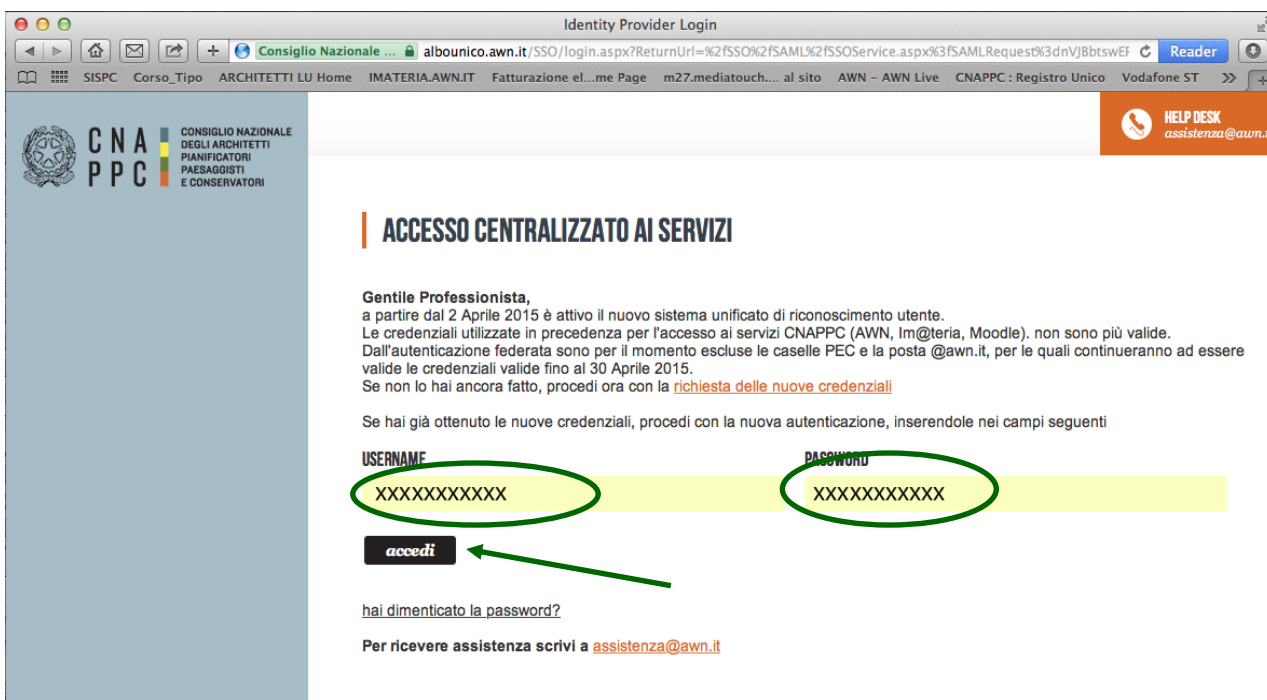 Identity Provider Login
Consiglio Nazionale ... albounico.awn.it/SSO/login.aspx?ReturnUrl=%2fSSO%2fSAML%2fSSOService.aspx%3fSAMLRequest%3dnVJBbtswEF Reader
SISPC Corso_Tipo ARCHITETTI LU Home IMATERIA.AWN.IT Fatturazione el...me Page m27.mediatouch.... al sito AWN – AWN Live CNAPPC : Registro Unico Vodafone ST >>
CNA
PPC
CONSIGLIO NAZIONALE
DEGLI ARCHITETTI
PIANIFICATORI
PAESAGGISTI
E CONSERVATORI
HELP DESK
assistenza@awn.
ACCESSO CENTRALIZZATO AI SERVIZI
Gentile Professionista,
a partire dal 2 Aprile 2015 è attivo il nuovo sistema unificato di riconoscimento utente.
Le credenziali utilizzate in precedenza per l'accesso ai servizi CNAPPC (AWN, Im@teria, Moodle). non sono più valide.
Dall'autenticazione federata sono per il momento escluse le caselle PEC e la posta @awn.it, per le quali continueranno ad essere
valide le credenziali valide fino al 30 Aprile 2015.
Se non lo hai ancora fatto, procedi ora con la richiesta delle nuove credenziali
Se hai già ottenuto le nuove credenziali, procedi con la nuova autenticazione, inserendole nei campi seguenti
USERNAME PASSWORD
XXXXXXXXXXX XXXXXXXXXXX
accedi
hai dimenticato la password?
Per ricevere assistenza scrivi a assistenza@awn.it